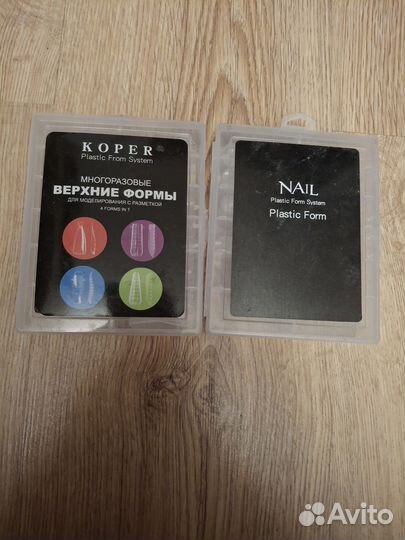 KOPER
Plastic From System
МНОГОРАЗОВЫЕ
ВЕРХНИЕ ФОРМЫ
ДЛЯ МОДЕЛИРОВАНИЯ С РАЗМЕТКОЙ
4 FORMS IN 1
NAIL
Plastic Form System
Plastic Form
Avito